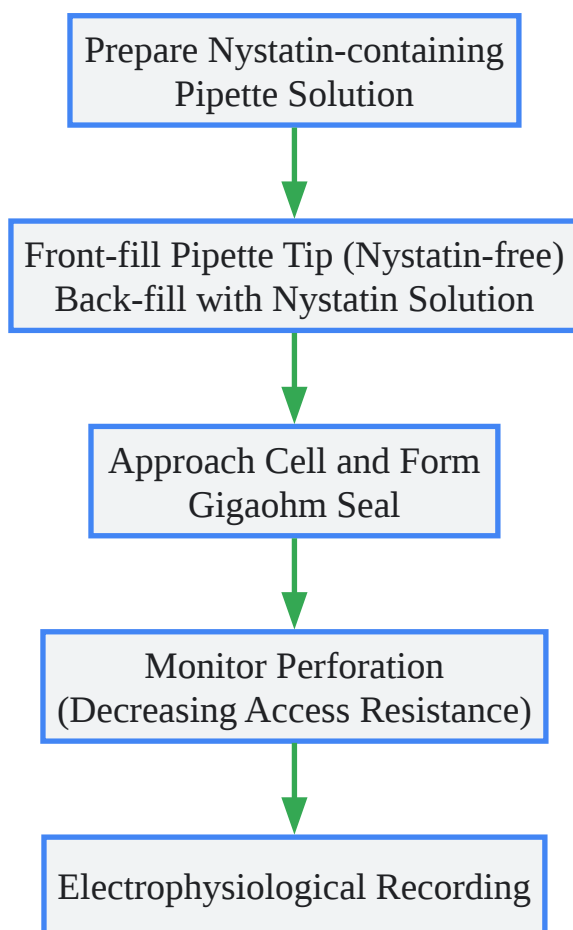 Prepare Nystatin-containing
Pipette Solution
Front-fill Pipette Tip (Nystatin-free)
Back-fill with Nystatin Solution
Approach Cell and Form
Gigaohm Seal
Monitor Perforation
(Decreasing Access Resistance)
Electrophysiological Recording